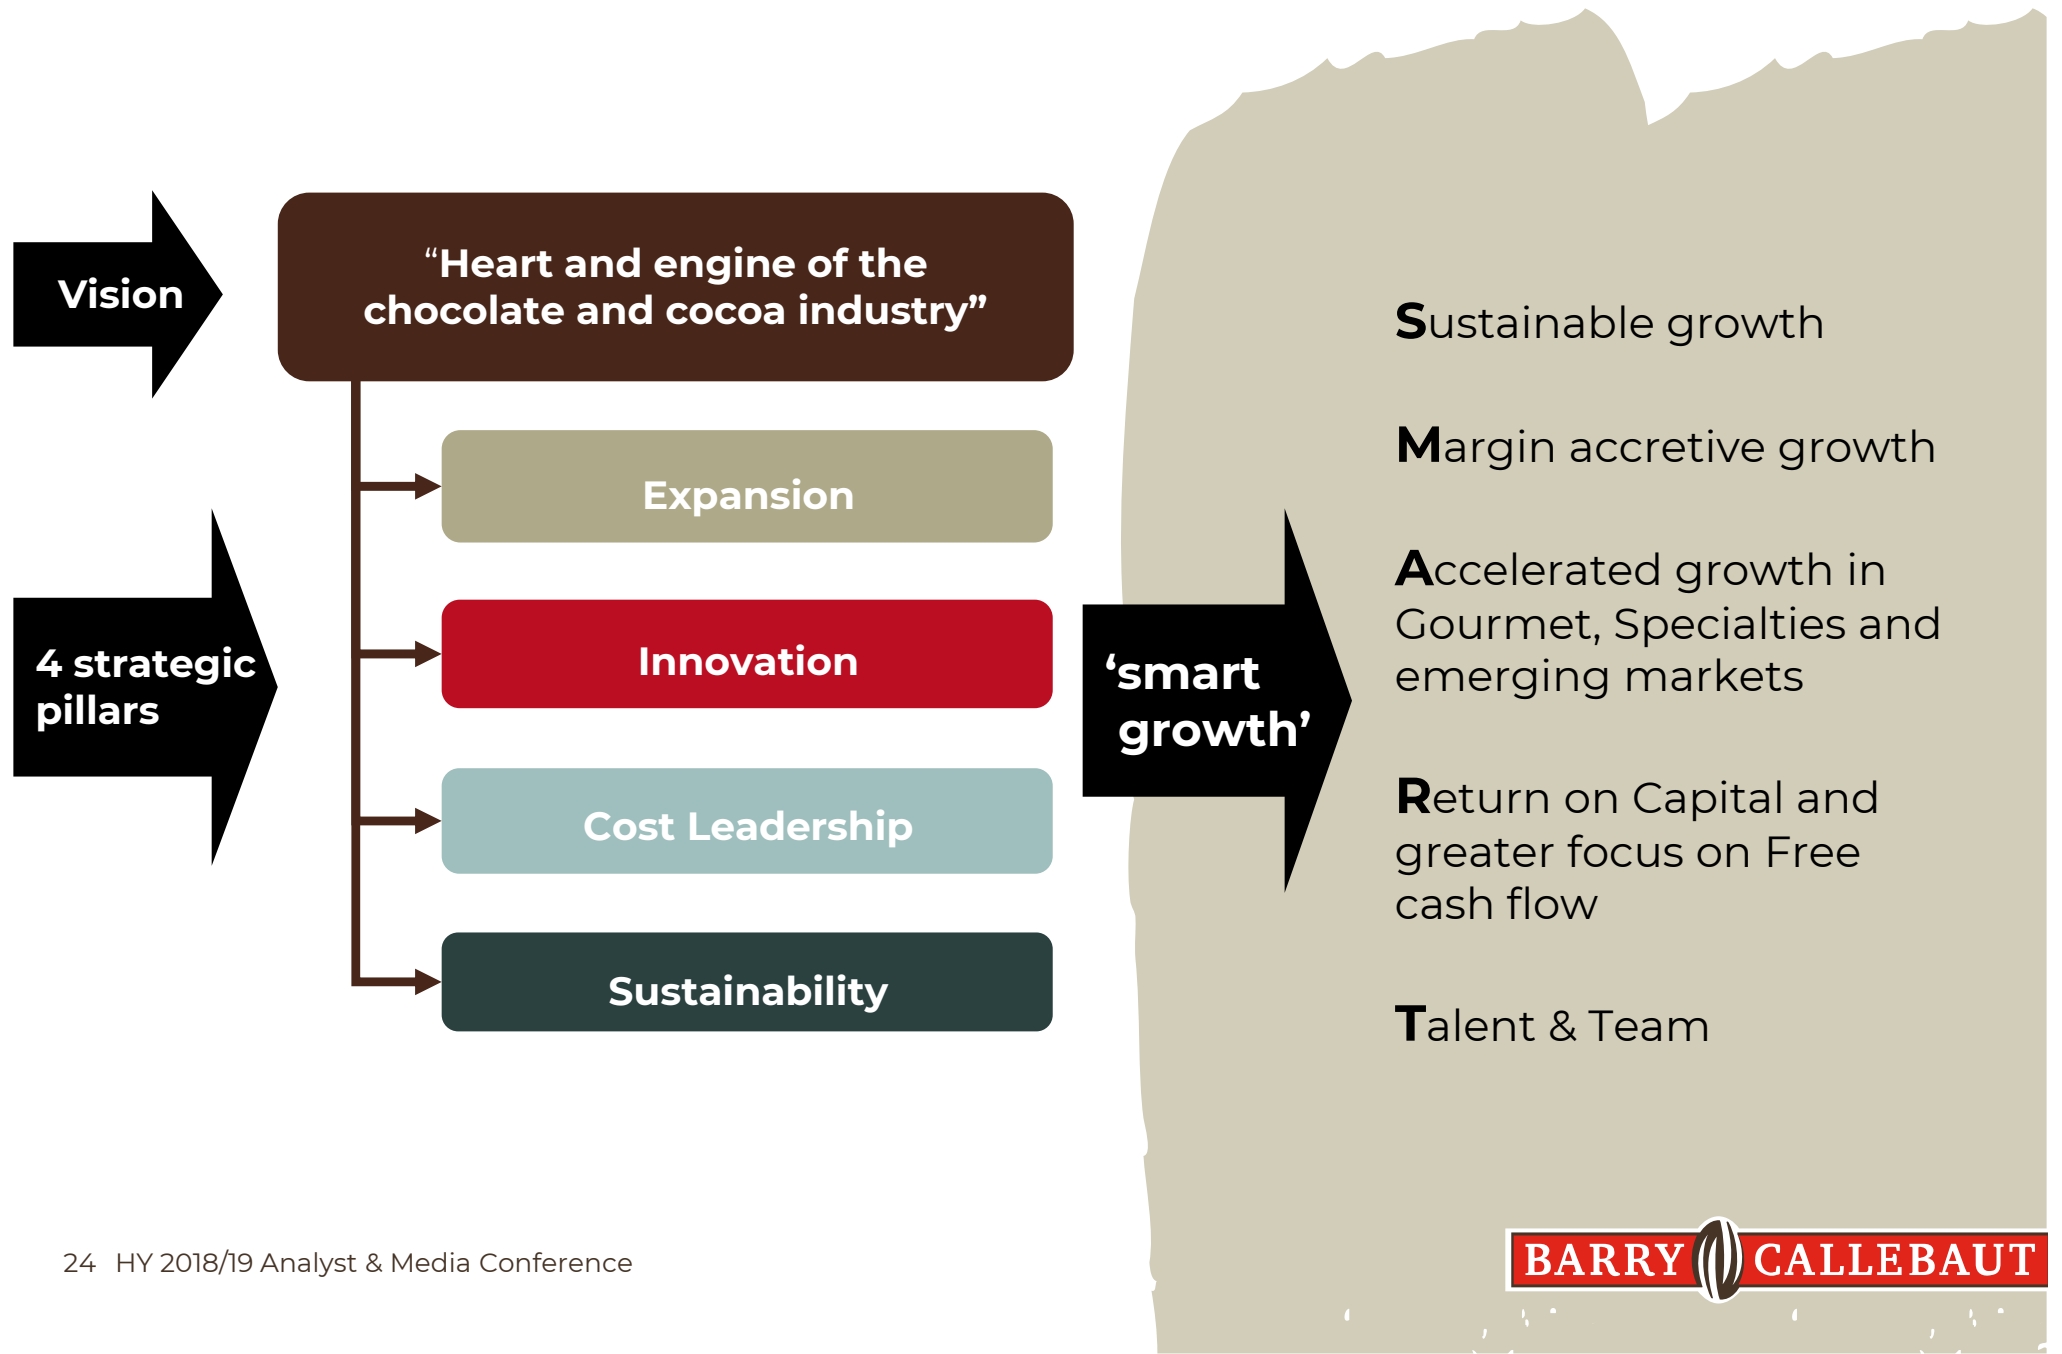 Vision
“Heart and engine of the
chocolate and cocoa industry”
4 strategic
pillars
Expansion
Innovation
Cost Leadership
Sustainability
‘smart
growth’
Sustainable growth
Margin accretive growth
Accelerated growth in
Gourmet, Specialties and
emerging markets
Return on Capital and
greater focus on Free
cash flow
Talent & Team
24 HY 2018/19 Analyst & Media Conference
BARRY CALLEBAUT